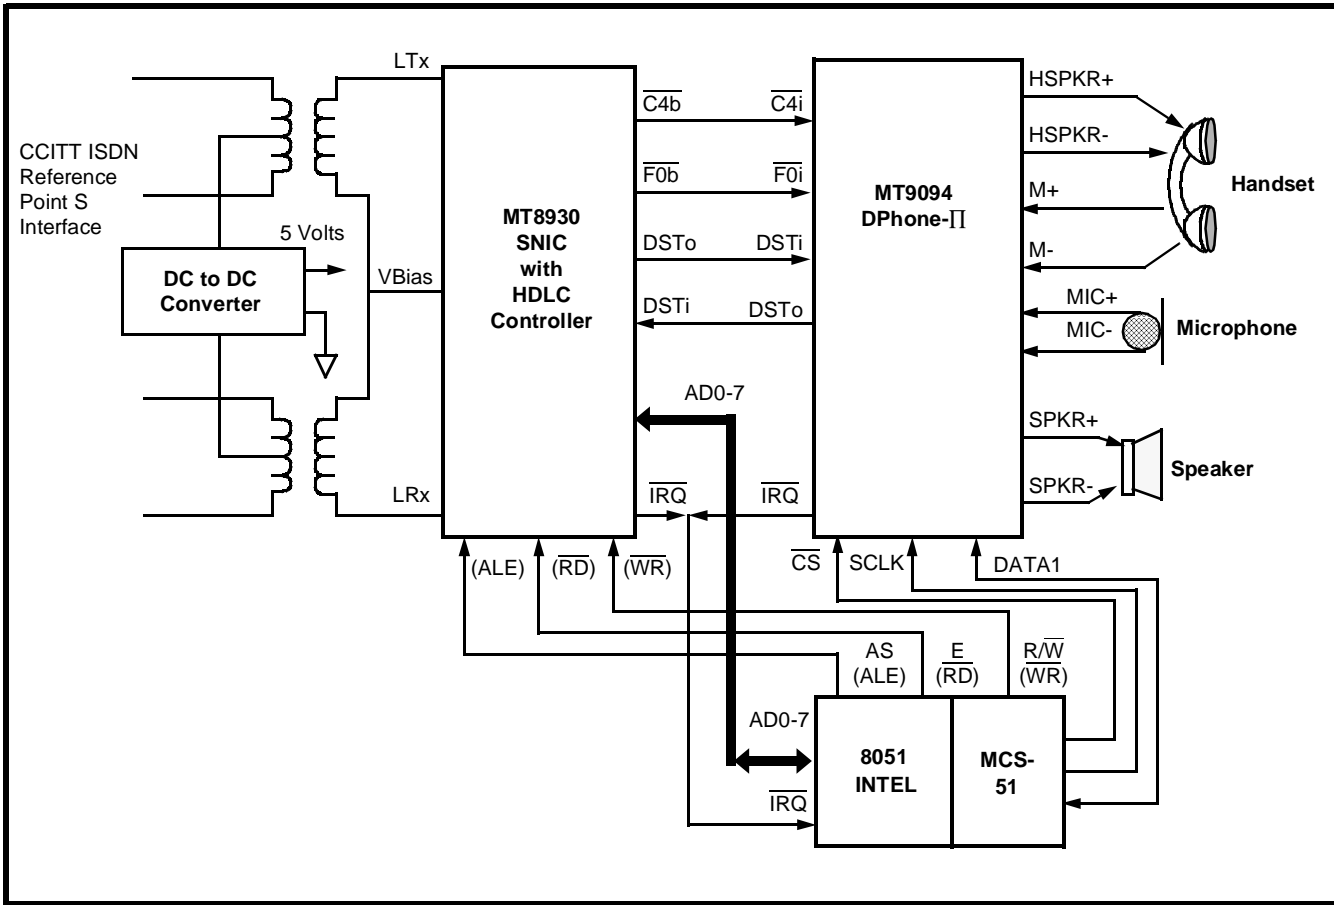 LTx
C4b
C4i
HSPKR+
HSPKR-
CCITT ISDN
Reference
Point S
Interface
F0b
F0i
M+
Handset
MT8930
SNIC
with
HDLC
Controller
MT9094
DPhone-Π
5 Volts
DSTo
DSTi
M-
DC to DC
Converter
VBias
DSTi
DSTo
MIC+
MIC-
Microphone
AD0-7
SPKR+
Speaker
LRx
IRQ
IRQ
SPKR-
(ALE)
(RD)
(WR)
CS
SCLK
DATA1
AS
(ALE)
E
(RD)
R/W
(WR)
AD0-7
8051
INTEL
MCS-
51
IRQ